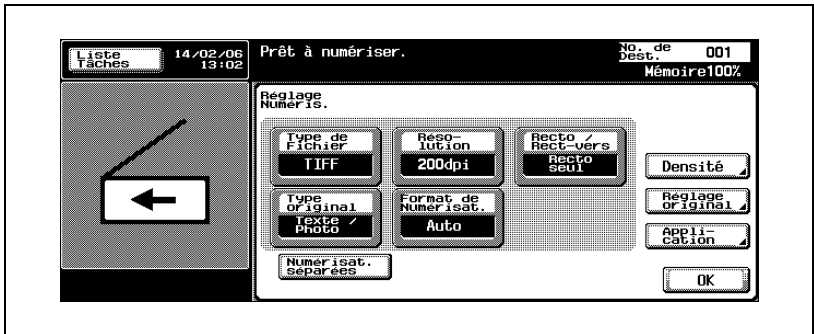 Liste
Tâches
14/02/06
13:02
Prêt à numériser.
No. de
Dest.
001
Mémoire100%
Réglage
Numéris.
Type de
Fichier
TIFF
Réso-
lution
200dpi
Recto /
Rect-vers
Recto
seul
Densité
Type
original
Texte /
Photo
Format de
Numérisat.
Auto
Réglage
original
Appli-
cation
Numérisat.
séparées
OK